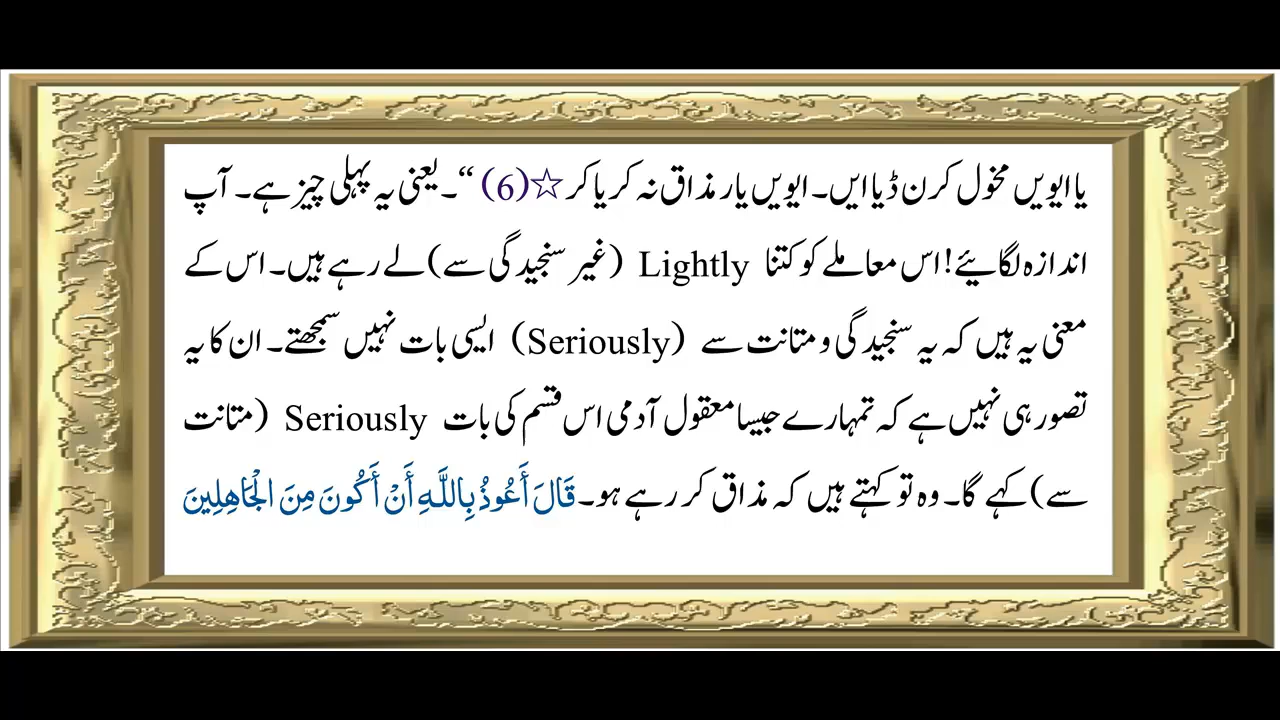 یا ایویں مخول کرن ڈیا ایں۔ ایویں یار مذاق نہ کریا کر☆(6) “۔ یعنی یہ پہلی چیز ہے۔ آپ
اندازہ لگائیے! اس معاملے کو کتنا Lightly (غیر سنجیدگی سے) لے رہے ہیں۔ اس کے
معنی یہ ہیں کہ یہ سنجیدگی و متانت سے (Seriously) ایسی بات نہیں سمجھتے۔ ان کا یہ
تصور ہی نہیں ہے کہ تمہارے جیسا معقول آدمی اس قسم کی بات Seriously (متانت
سے) کہے گا۔ وہ تو کہتے ہیں کہ مذاق کر رہے ہو۔ قَالَ أَعُوذُ بِاللَّهِ أَنْ أَكُونَ مِنَ الْجَاهِلِينَ